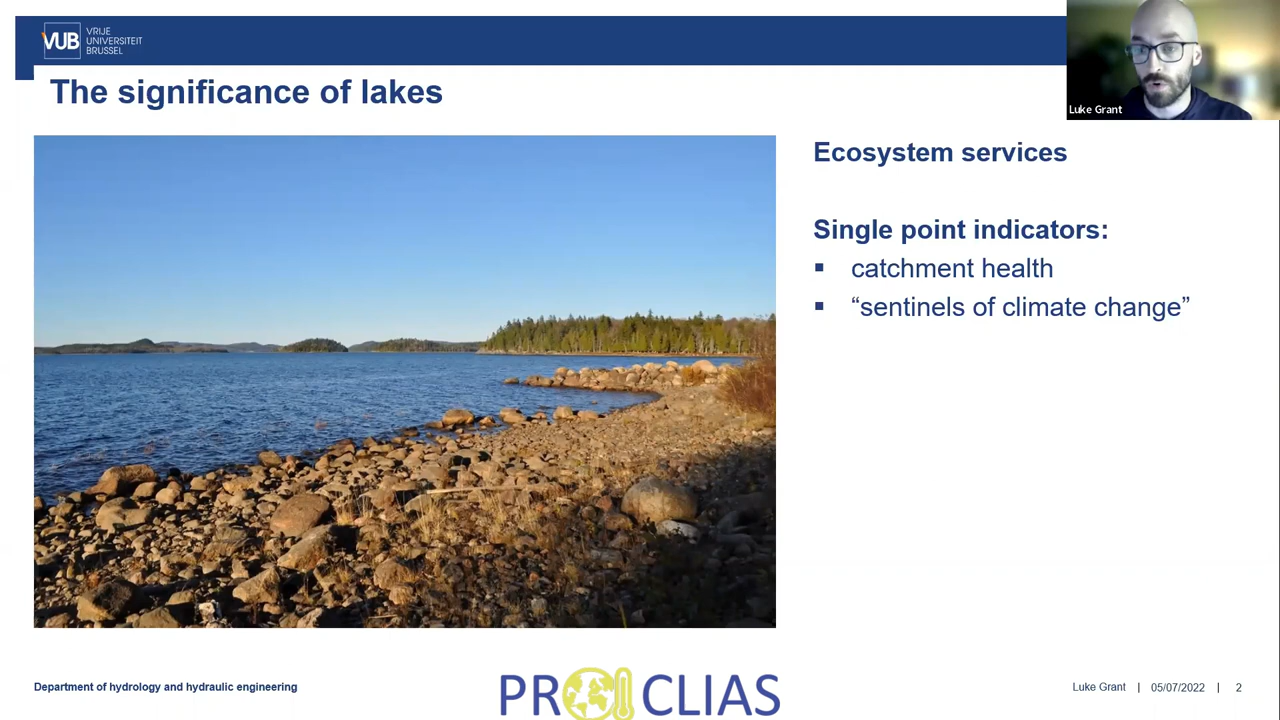 VUB
VRIJE
UNIVERSITEIT
BRUSSEL
Luke Grant
The significance of lakes
Ecosystem services
Single point indicators:
▪ catchment health
▪ “sentinels of climate change”
Department of hydrology and hydraulic engineering
PROCLIAS
Luke Grant | 05/07/2022 | 2